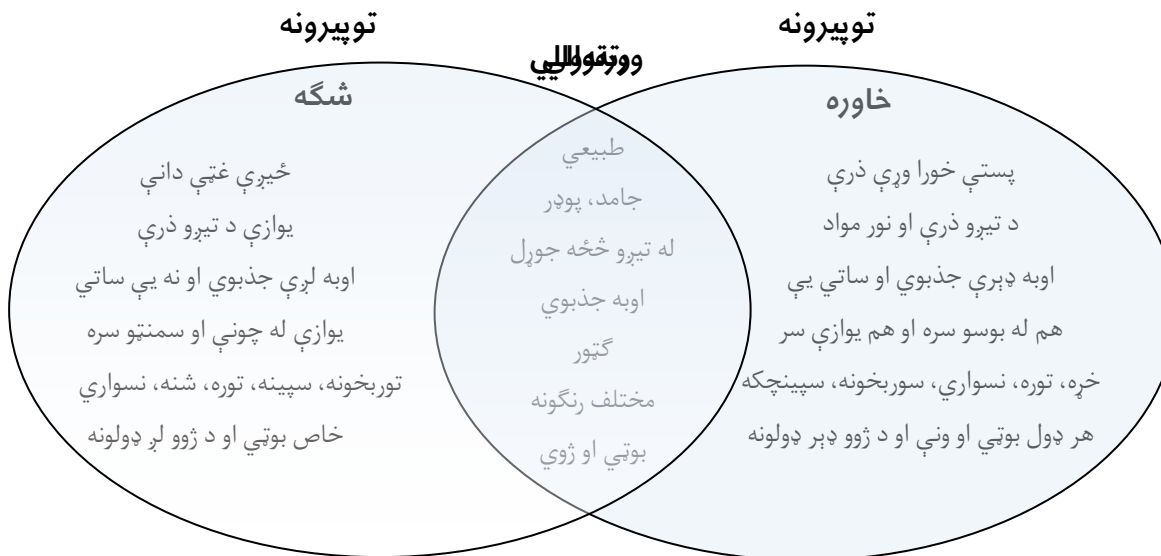 توپیرونه
توپیرونه
خاوره
پستې خورا وړې ذرې
د تیږو ذرې او نور مواد
اوبه ډېرې جذبوي او ساتي یې
هم له بوسو سره او هم یوازې سر
خړه، توره، نسواري، سوربخونه، سپینچکه
هر ډول بوټي او ونې او د ژوو ډېر ډولونه
طبیعي
جامد، پوډر
له تیږو څخه جوړل
اوبه جذبوي
ګټور
مختلف رنګونه
بوټي او ژوي
شګه
ځیږې غټې دانې
یوازې د تیږو ذرې
اوبه لږې جذبوي او نه یې ساتي
یوازې له چونې او سمنټو سره
توربخونه، سپینه، توره، شنه، نسواري
خاص بوټي او د ژوو لږ ډولونه